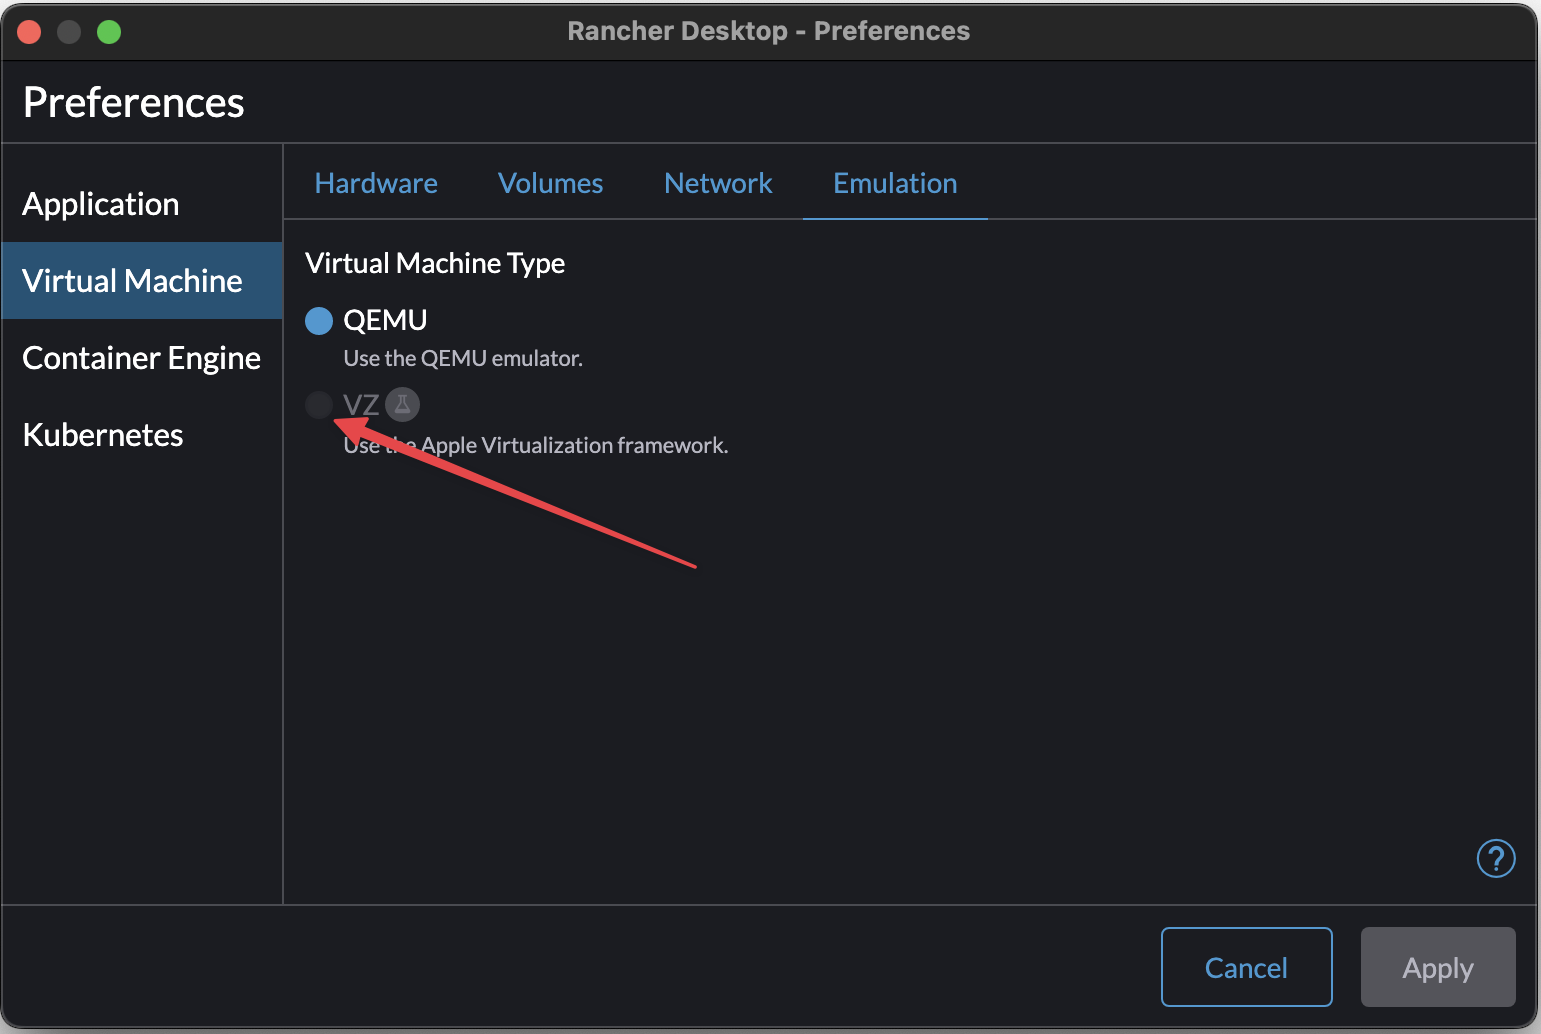 Rancher Desktop - Preferences
Preferences
Application
Virtual Machine
Container Engine
Kubernetes
Hardware Volumes Network Emulation
Virtual Machine Type
QEMU
Use the QEMU emulator.
VZ
Use the Apple Virtualization framework.
?
Cancel Apply